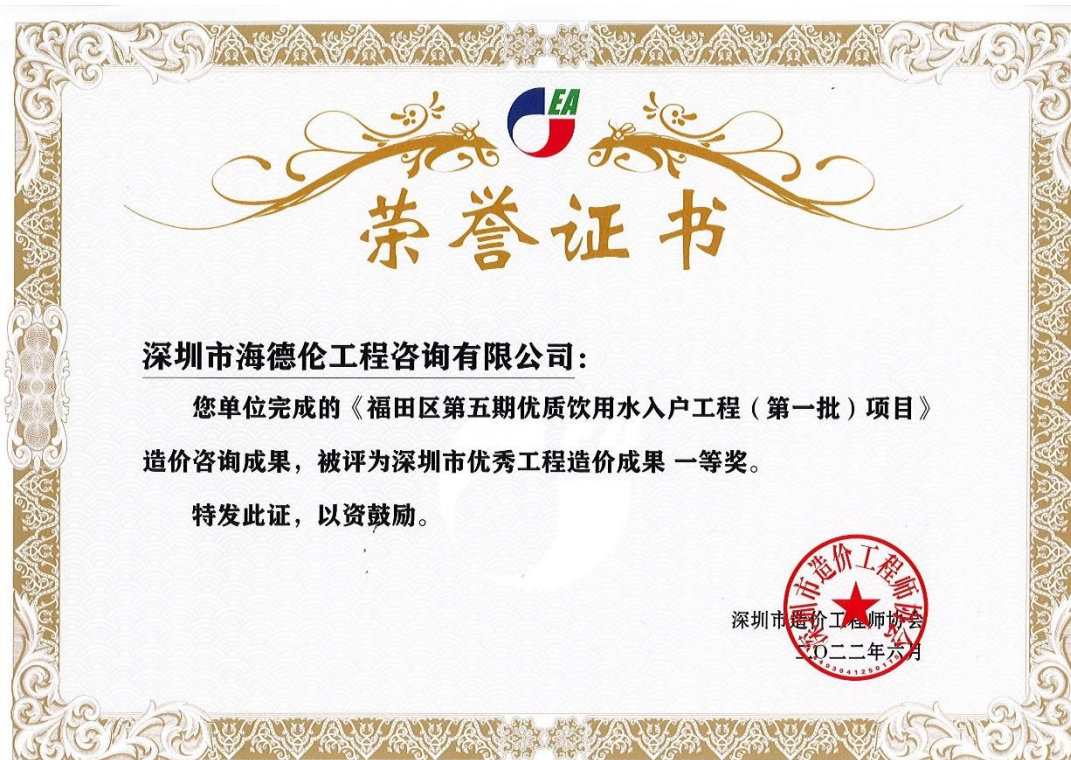 EA
荣誉证书
深圳市海德伦工程咨询有限公司：
您单位完成的《福田区第五期优质饮用水入户工程（第一批）项目》
造价咨询成果，被评为深圳市优秀工程造价成果 一等奖。
特发此证，以资鼓励。
深圳市造价工程师协会
二〇二二年六月
深圳市造价工程师协会